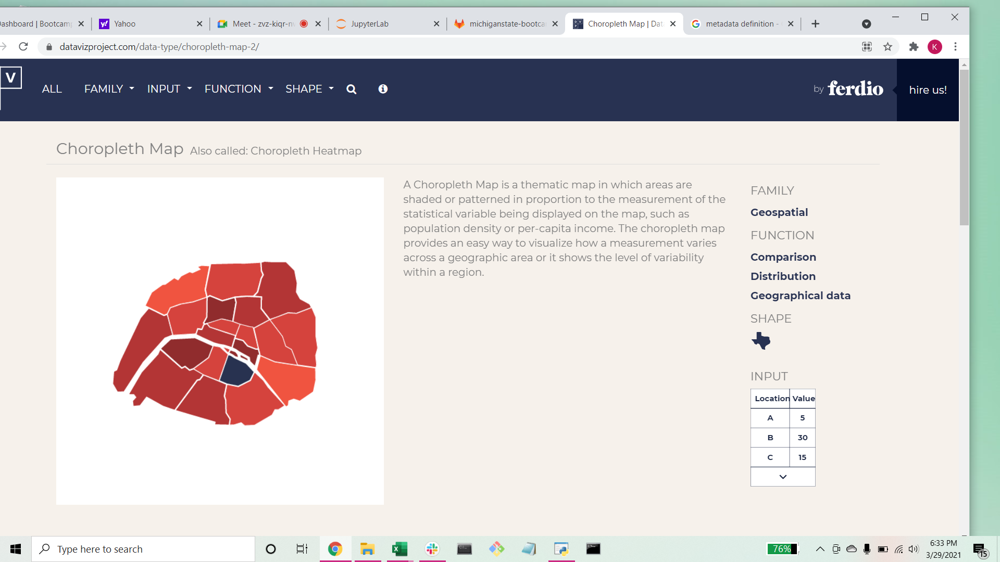 Dashboard | Bootcamp
Yahoo
Meet - zvz-kiqr-nv
JupyterLab
michiganstate-bootca
Choropleth Map | Dat
metadata definition -
datavizproject.com/data-type/choropleth-map-2/
K
V
ALL
FAMILY
INPUT
FUNCTION
SHAPE
by ferdio
hire us!
Choropleth Map Also called: Choropleth Heatmap
A Choropleth Map is a thematic map in which areas are
shaded or patterned in proportion to the measurement of the
statistical variable being displayed on the map, such as
population density or per-capita income. The choropleth map
provides an easy way to visualize how a measurement varies
across a geographic area or it shows the level of variability
within a region.
FAMILY
Geospatial
FUNCTION
Comparison
Distribution
Geographical data
SHAPE
INPUT
Location Value
A 5
B 30
C 15
Type here to search
76%
6:33 PM
3/29/2021
15